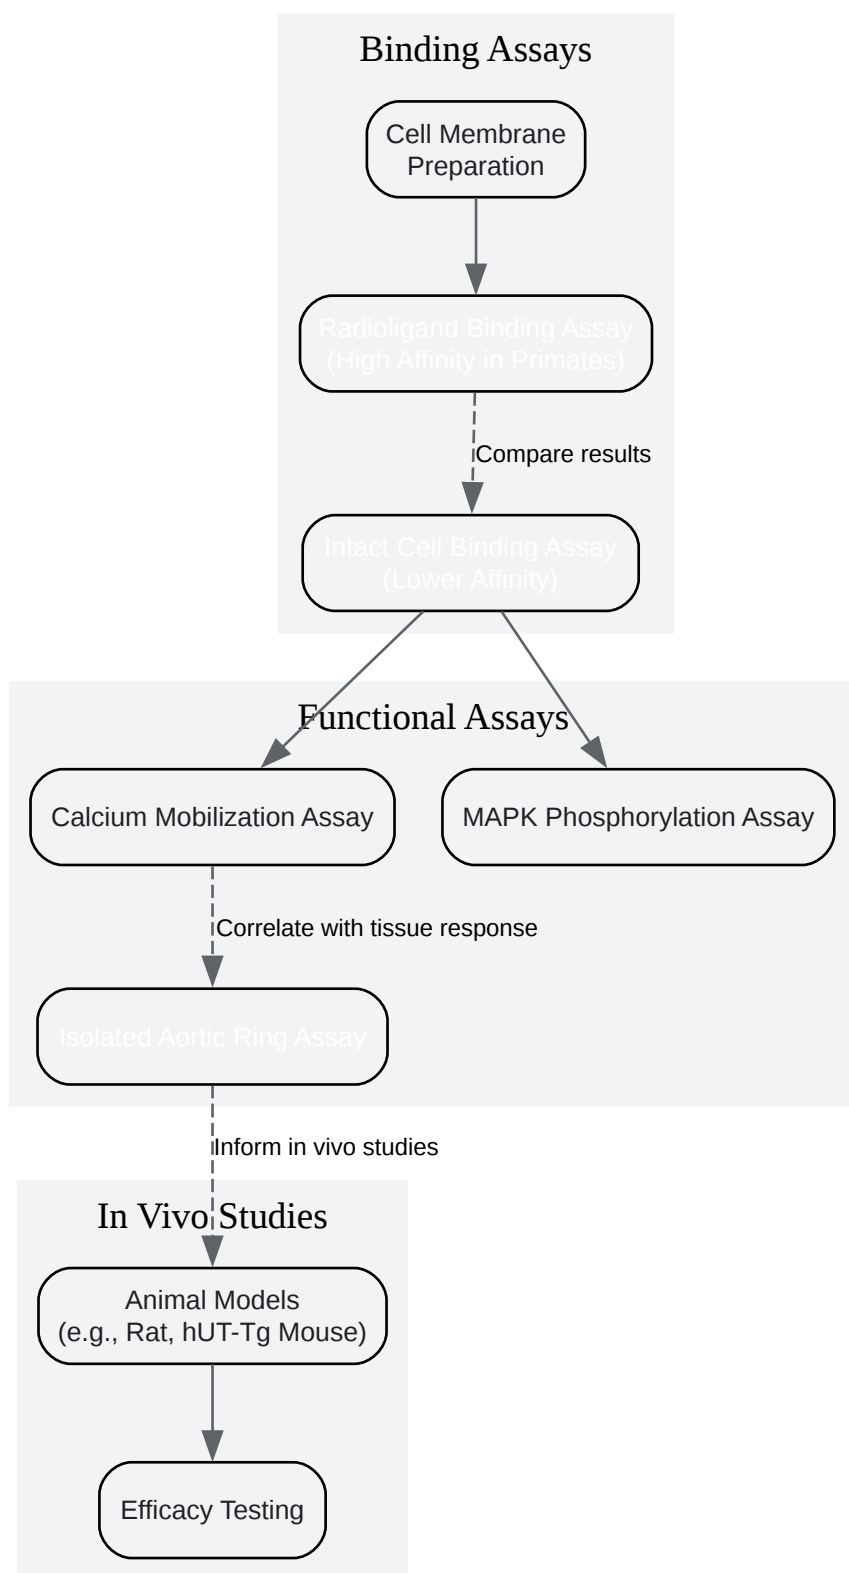 Binding Assays
Cell Membrane
Preparation
Radioligand Binding Assay
(High Affinity in Primates)
Compare results
Intact Cell Binding Assay
(Lower Affinity)
Functional Assays
Calcium Mobilization Assay
MAPK Phosphorylation Assay
Correlate with tissue response
Isolated Aortic Ring Assay
Inform in vivo studies
In Vivo Studies
Animal Models
(e.g., Rat, hUT-Tg Mouse)
Efficacy Testing